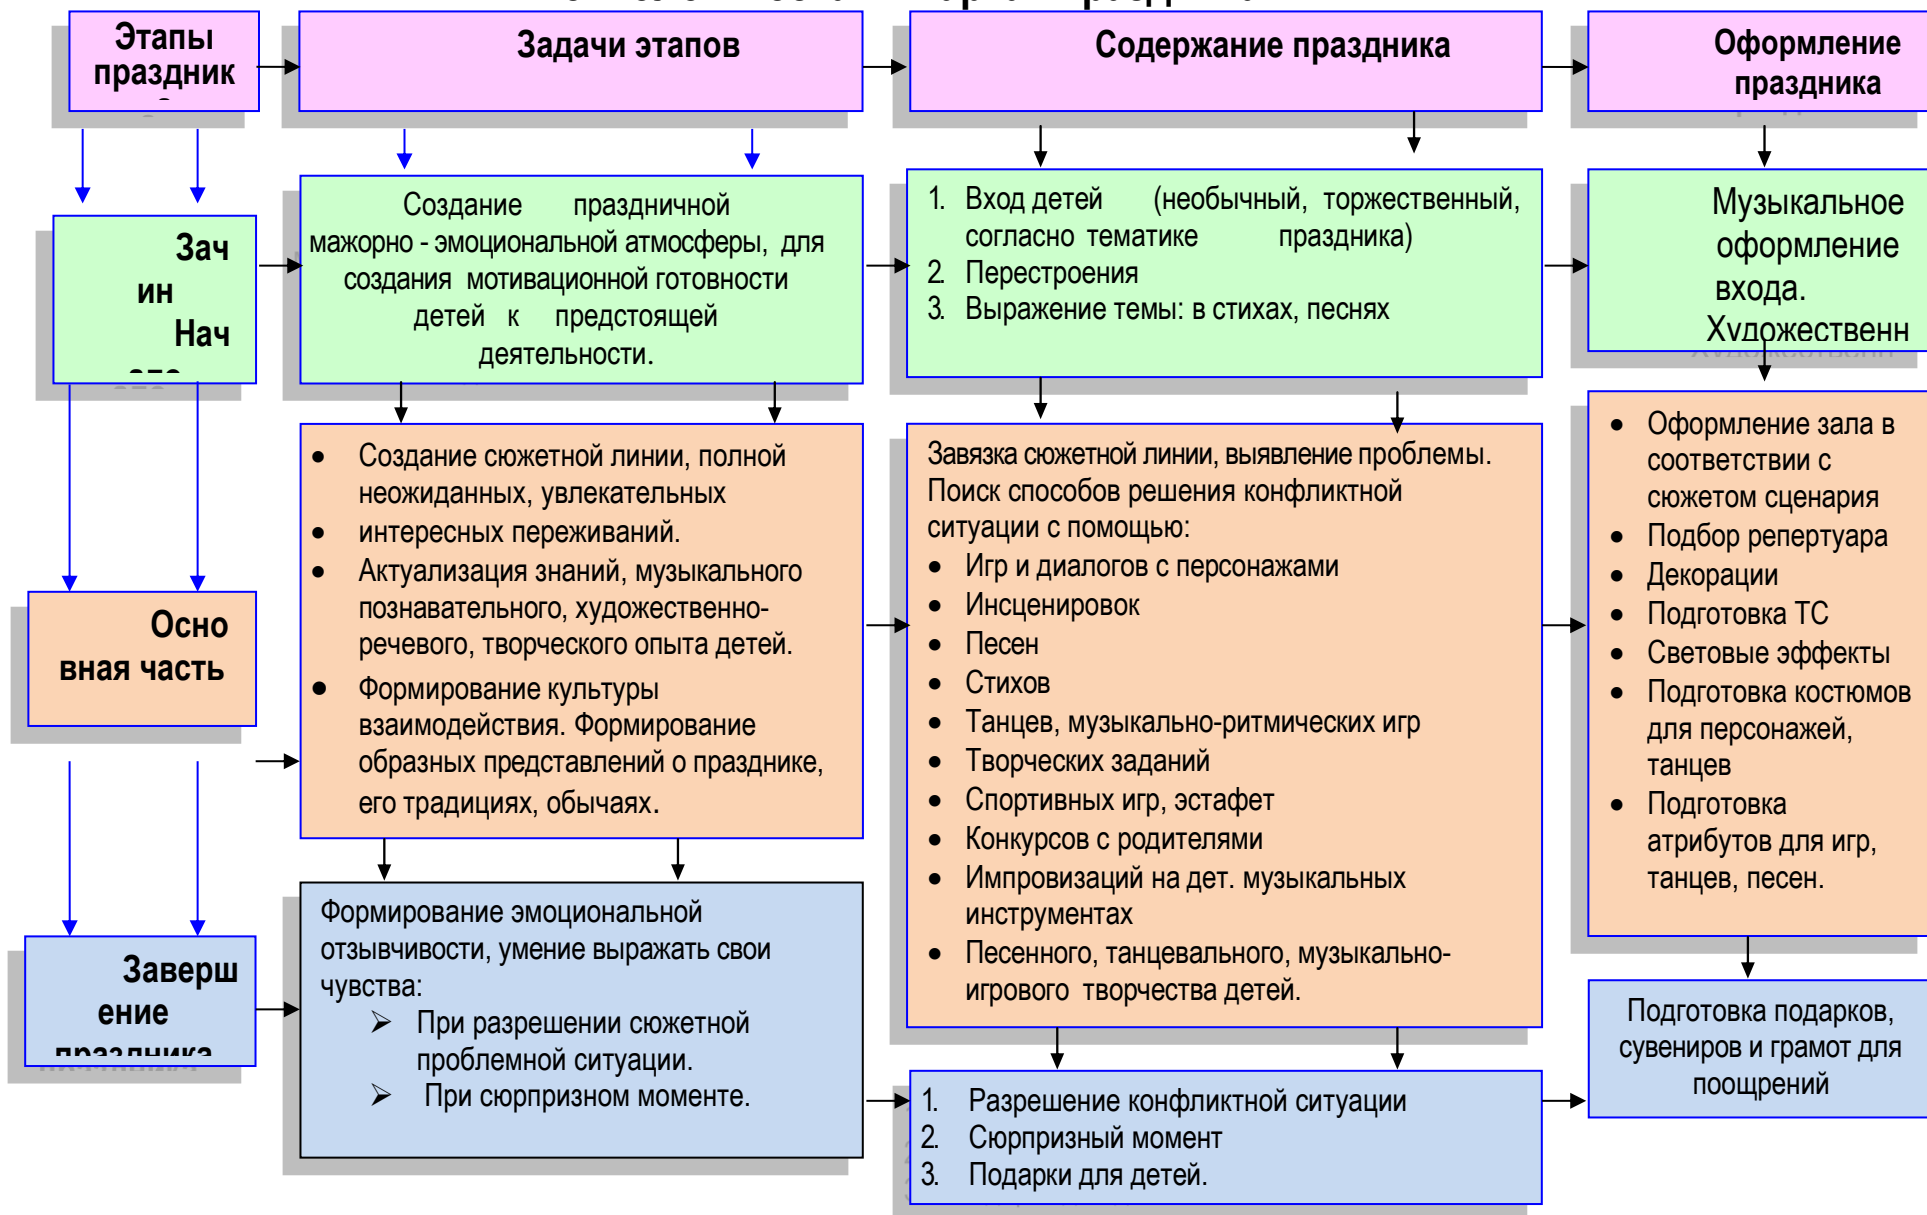 Этапы
праздник
Задачи этапов
Содержание праздника
Оформление
праздника
Зач
ин
Нач
Создание праздничной
мажорно - эмоциональной атмосферы, для
создания мотивационной готовности
детей к предстоящей
деятельности.
1. Вход детей (необычный, торжественный,
согласно тематике праздника)
2. Перестроения
3. Выражение темы: в стихах, песнях
Музыкальное
оформление
входа.
Художественн
Осно
вная часть
• Создание сюжетной линии, полной
неожиданных, увлекательных
• интересных переживаний.
• Актуализация знаний, музыкального
познавательного, художественно-
речевого, творческого опыта детей.
• Формирование культуры
взаимодействия. Формирование
образных представлений о празднике,
его традициях, обычаях.
Завязка сюжетной линии, выявление проблемы.
Поиск способов решения конфликтной
ситуации с помощью:
• Игр и диалогов с персонажами
• Инсценировок
• Песен
• Стихов
• Танцев, музыкально-ритмических игр
• Творческих заданий
• Спортивных игр, эстафет
• Конкурсов с родителями
• Импровизаций на дет. музыкальных
инструментах
• Песенного, танцевального, музыкально-
игрового творчества детей.
• Оформление зала в
соответствии с
сюжетом сценария
• Подбор репертуара
• Декорации
• Подготовка ТС
• Световые эффекты
• Подготовка костюмов
для персонажей,
танцев
• Подготовка
атрибутов для игр,
танцев, песен.
Заверш
ение
праздника
Формирование эмоциональной
отзывчивости, умение выражать свои
чувства:
➢ При разрешении сюжетной
проблемной ситуации.
➢ При сюрпризном моменте.
1. Разрешение конфликтной ситуации
2. Сюрпризный момент
3. Подарки для детей.
Подготовка подарков,
сувениров и грамот для
поощрений